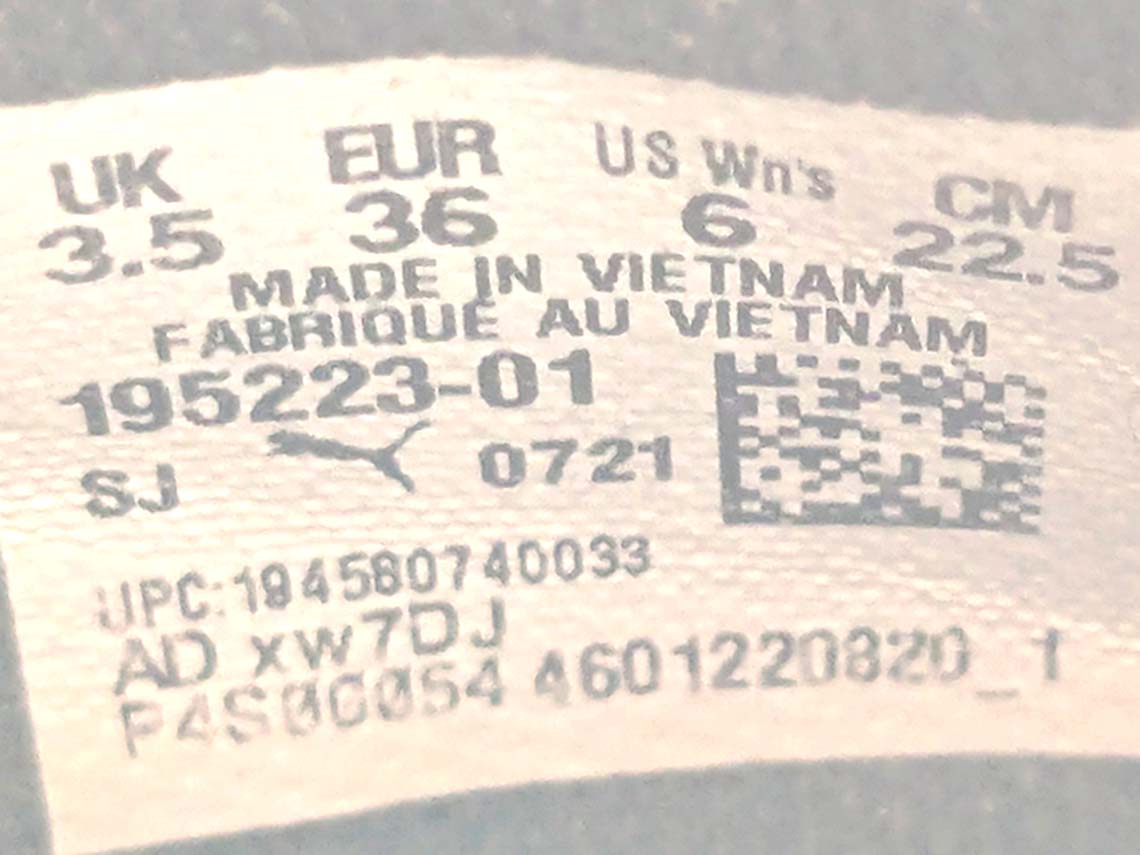 UK EUR US Wn's CM
3.5 36 6 22.5
MADE IN VIETNAM
FABRIQUÉ AU VIETNAM
195223-01
SJ 0721
UPC:194580740033
AD xw7DJ
4601220820_1